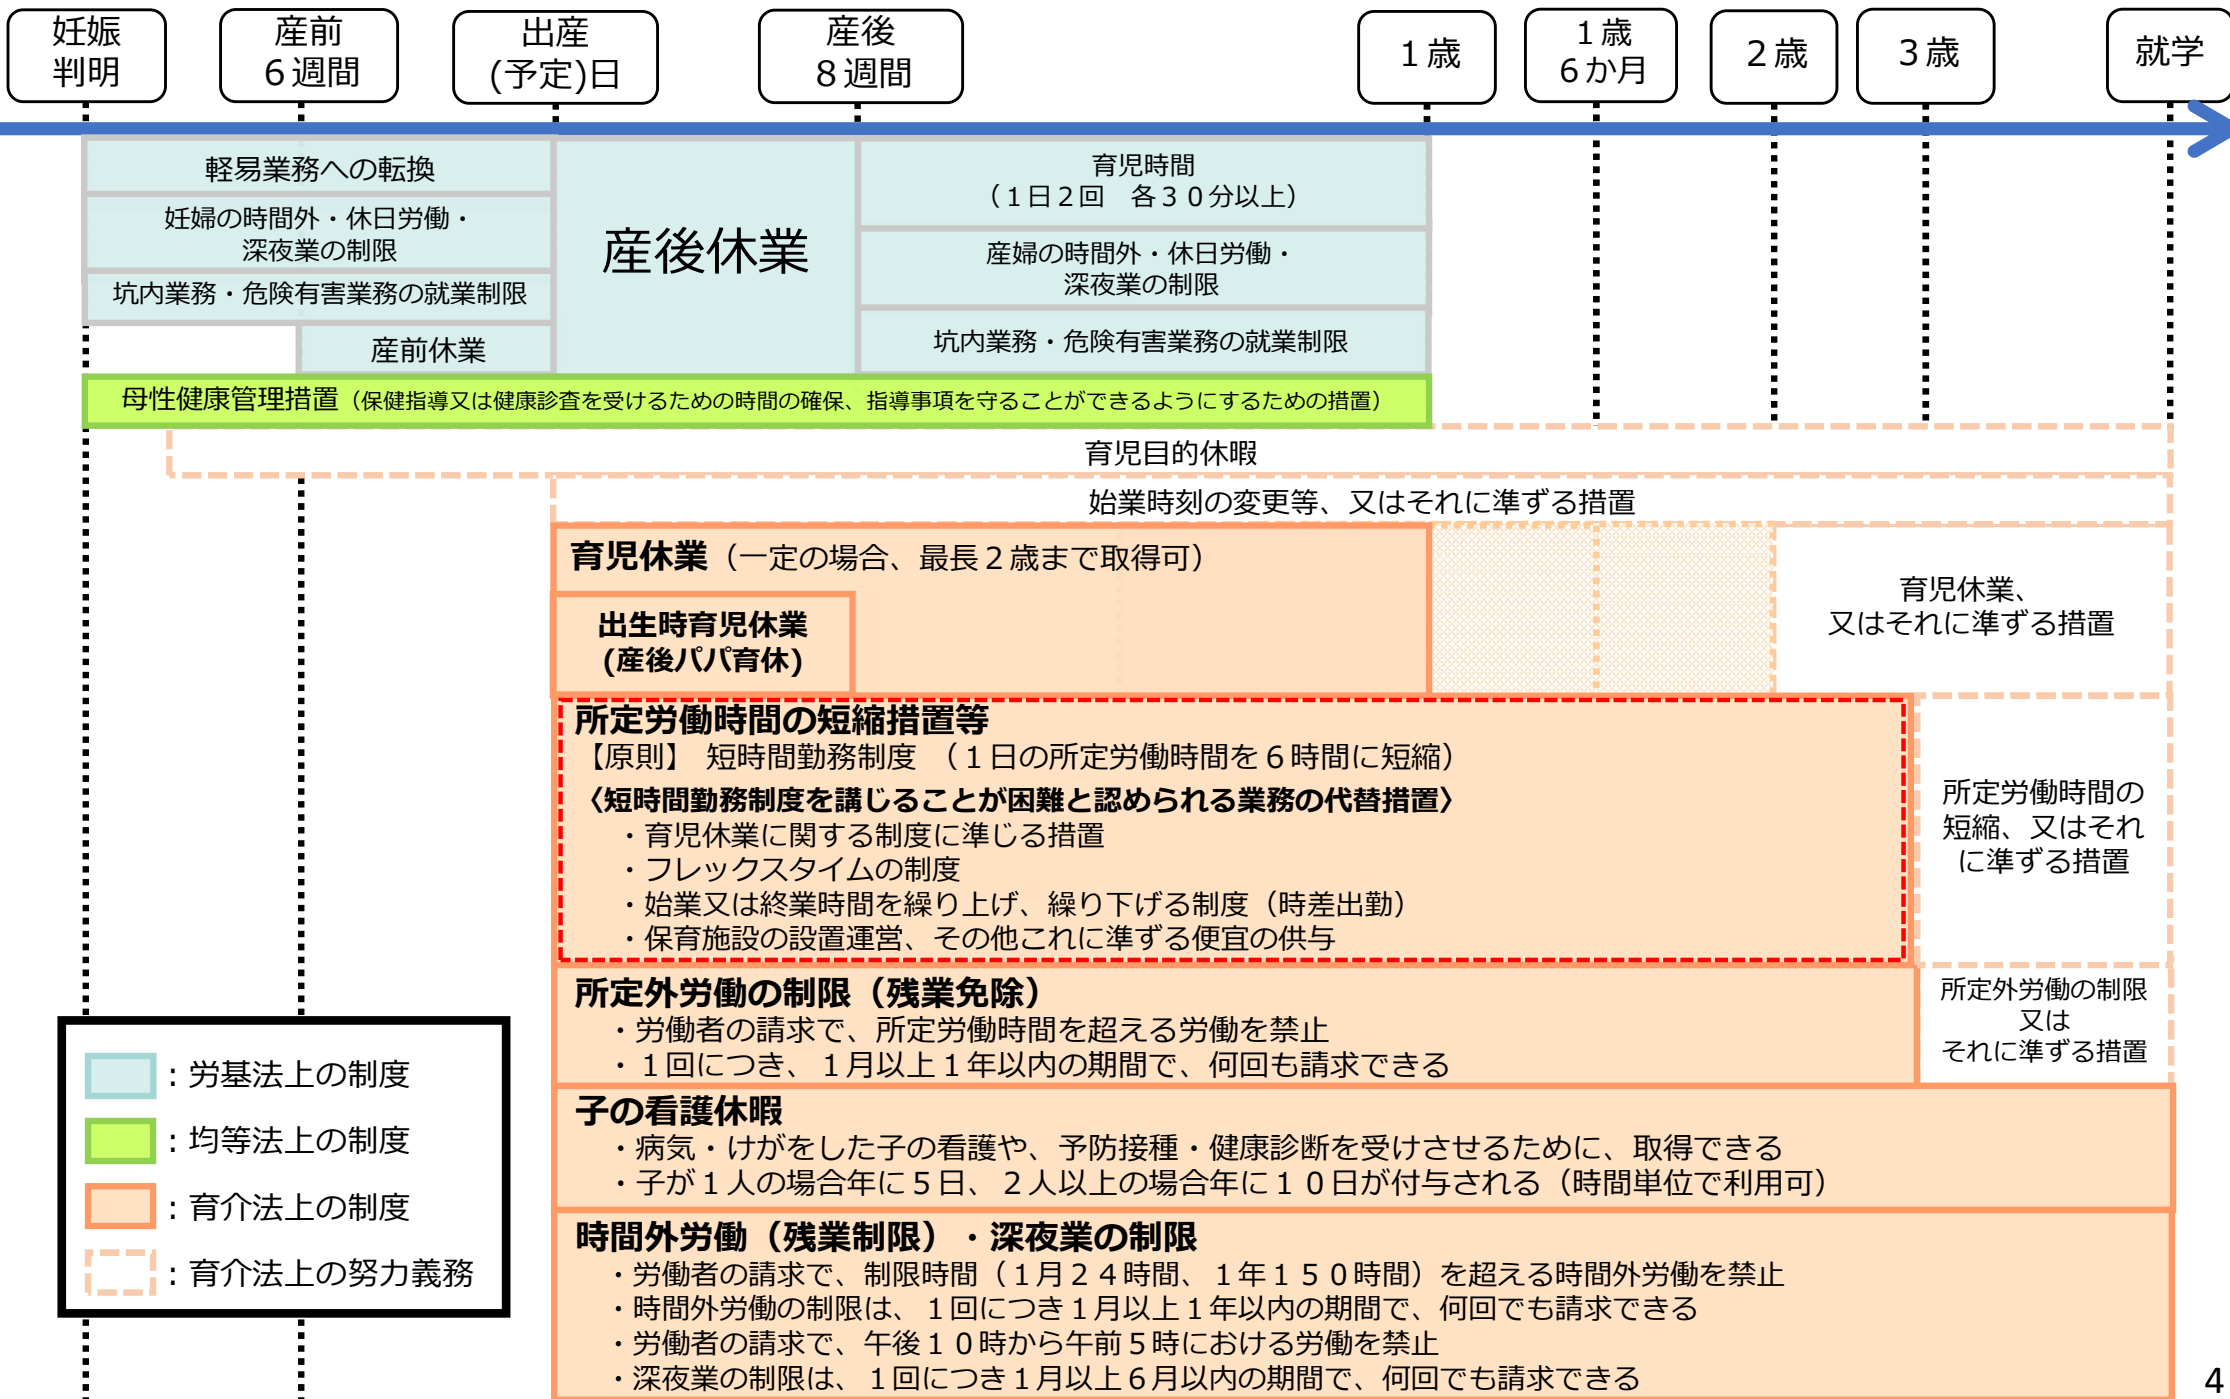 妊娠
判明
産前
６週間
出産
(予定)日
産後
８週間
１歳
１歳
６か月
２歳
３歳
就学
軽易業務への転換
妊婦の時間外・休日労働・
深夜業の制限
坑内業務・危険有害業務の就業制限
産前休業
産後休業
育児時間
（１日２回　各３０分以上）
産婦の時間外・休日労働・
深夜業の制限
坑内業務・危険有害業務の就業制限
母性健康管理措置（保健指導又は健康診査を受けるための時間の確保、指導事項を守ることができるようにするための措置）
育児目的休暇
始業時刻の変更等、又はそれに準ずる措置
育児休業（一定の場合、最長２歳まで取得可）
出生時育児休業
(産後パパ育休)
育児休業、
又はそれに準ずる措置
所定労働時間の短縮措置等
【原則】 短時間勤務制度 （１日の所定労働時間を６時間に短縮）
〈短時間勤務制度を講じることが困難と認められる業務の代替措置〉
・育児休業に関する制度に準じる措置
・フレックスタイムの制度
・始業又は終業時間を繰り上げ、繰り下げる制度（時差出勤）
・保育施設の設置運営、その他これに準ずる便宜の供与
所定労働時間の
短縮、又はそれ
に準ずる措置
所定外労働の制限（残業免除）
・労働者の請求で、所定労働時間を超える労働を禁止
・１回につき、１月以上１年以内の期間で、何回も請求できる
所定外労働の制限
又は
それに準ずる措置
子の看護休暇
・病気・けがをした子の看護や、予防接種・健康診断を受けさせるために、取得できる
・子が１人の場合年に５日、２人以上の場合年に１０日が付与される（時間単位で利用可）
時間外労働（残業制限）・深夜業の制限
・労働者の請求で、制限時間（１月２４時間、１年１５０時間）を超える時間外労働を禁止
・時間外労働の制限は、１回につき１月以上１年以内の期間で、何回でも請求できる
・労働者の請求で、午後１０時から午前５時における労働を禁止
・深夜業の制限は、１回につき１月以上６月以内の期間で、何回でも請求できる
：労基法上の制度
：均等法上の制度
：育介法上の制度
：育介法上の努力義務
4